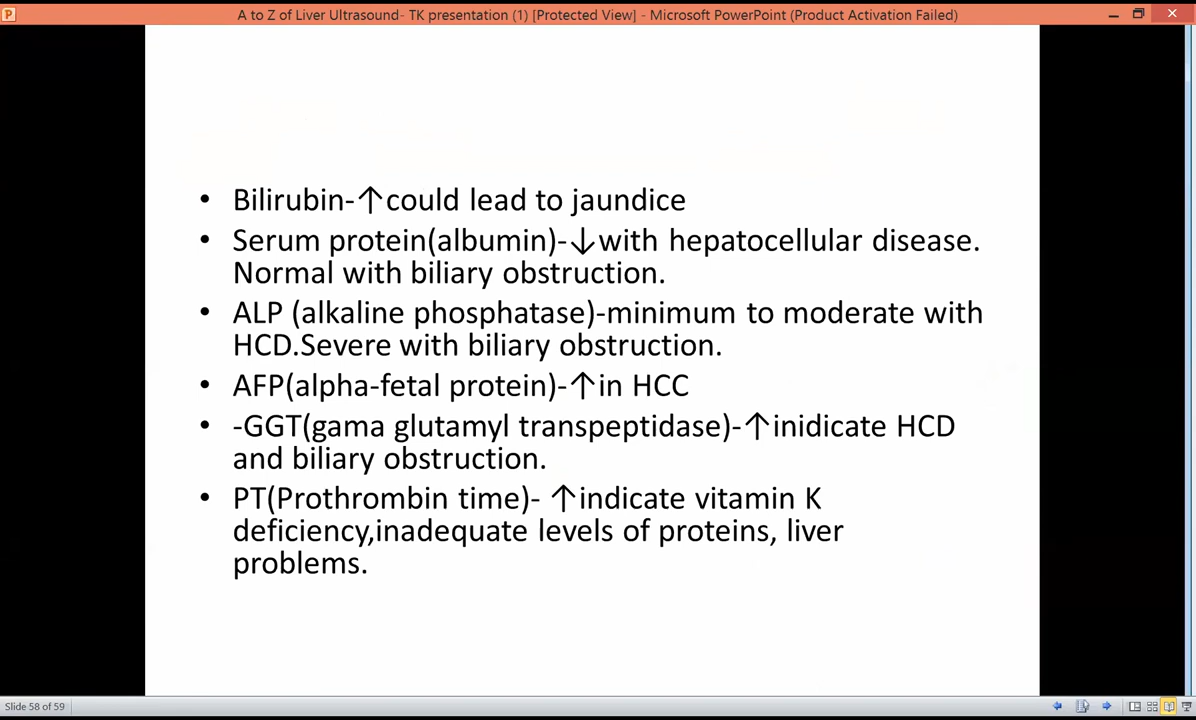 A to Z of Liver Ultrasound- TK presentation (1) [Protected View] - Microsoft PowerPoint (Product Activation Failed)
• Bilirubin-↑could lead to jaundice
• Serum protein(albumin)-↓with hepatocellular disease.
Normal with biliary obstruction.
• ALP (alkaline phosphatase)-minimum to moderate with
HCD.Severe with biliary obstruction.
• AFP(alpha-fetal protein)-↑in HCC
• -GGT(gama glutamyl transpeptidase)-↑inidicate HCD
and biliary obstruction.
• PT(Prothrombin time)- ↑indicate vitamin K
deficiency,inadequate levels of proteins, liver
problems.
Slide 58 of 59